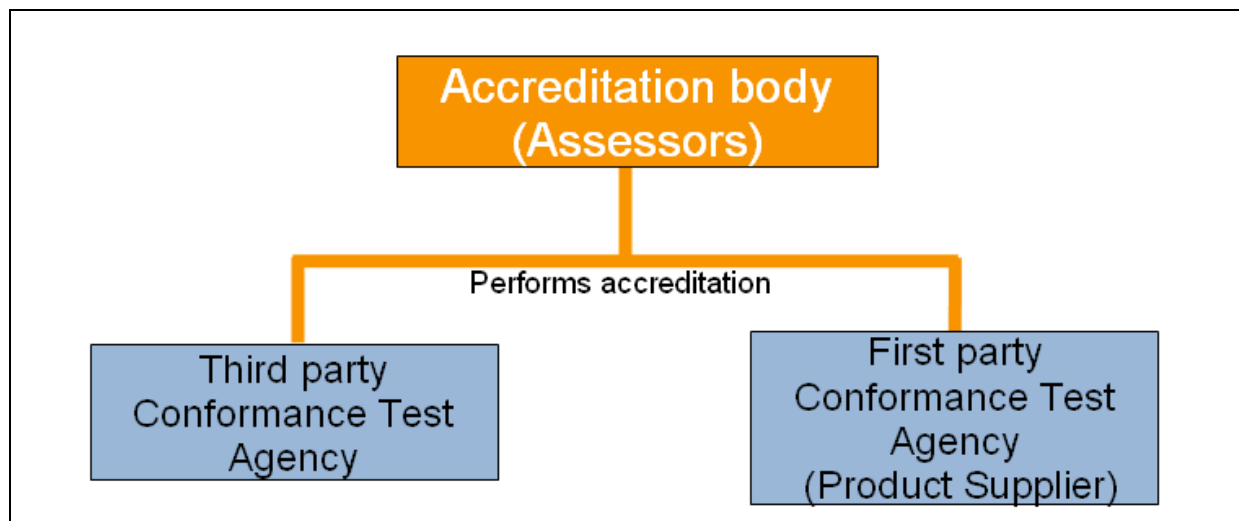 Accreditation body
(Assessors)
Performs accreditation
Third party
Conformance Test
Agency
First party
Conformance Test
Agency
(Product Supplier)